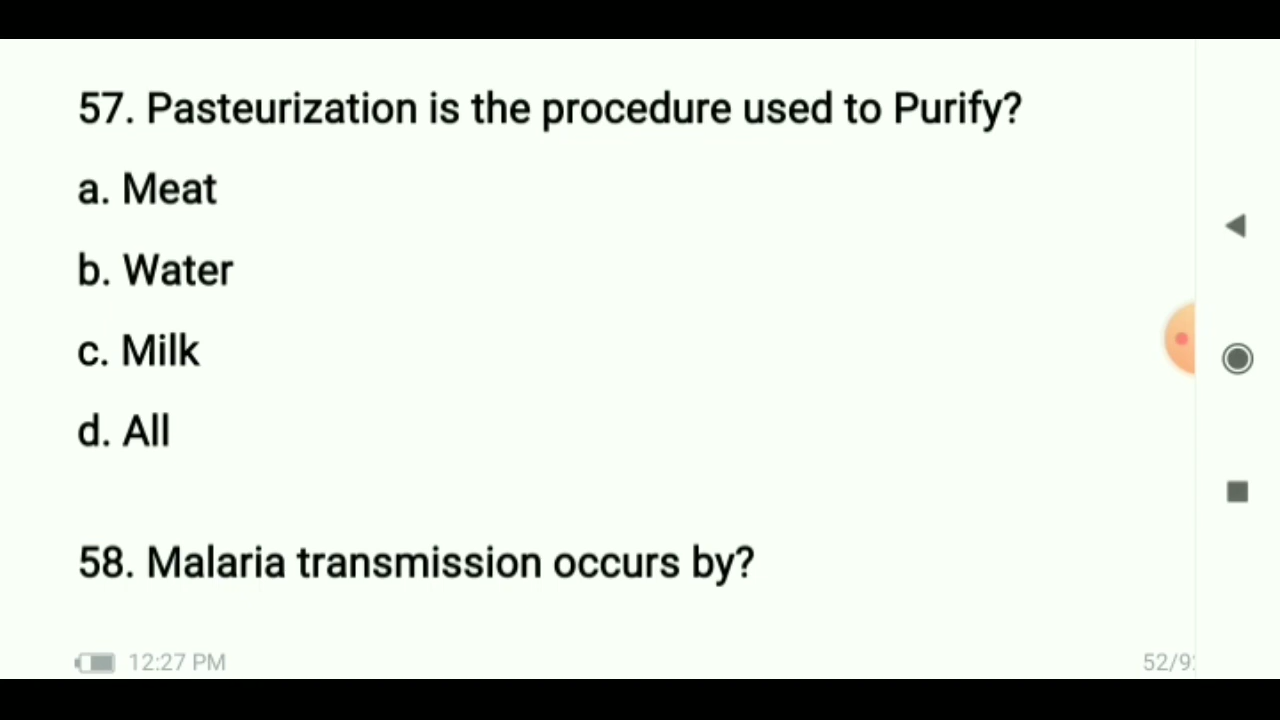 57. Pasteurization is the procedure used to Purify?
a. Meat
b. Water
c. Milk
d. All
58. Malaria transmission occurs by?
12:27 PM
52/9